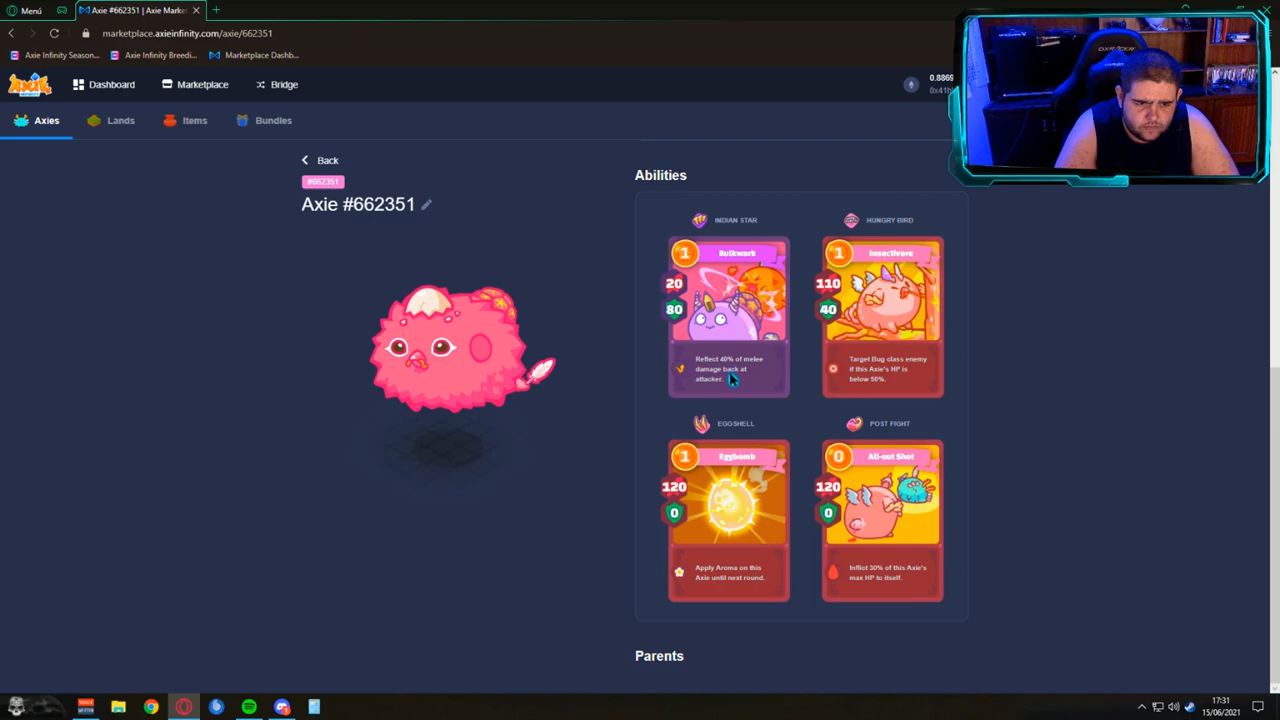 Menú
Axie #662351 | Axie Marke
marketplace.axieinfinity.com/axie/662351
Axie Infinity Season...
Axie Infinity Breedi...
Marketplace Dashb...
Dashboard
Marketplace
Bridge
0.8869
Axies
Lands
Items
Bundles
Back
#662351
Axie #662351
Abilities
INDIAN STAR
HUNGRY BIRD
1
Bulkwark
20
80
Reflect 40% of melee
damage back at
attacker.
1
Insectivore
110
40
Target Bug class enemy
if this Axie's HP is
below 50%.
EGGSHELL
POST FIGHT
1
Eggbomb
120
0
Apply Aroma on this
Axie until next round.
0
All-out Shot
120
0
Inflict 30% of this Axie's
max HP to itself.
Parents
17:31
15/06/2021